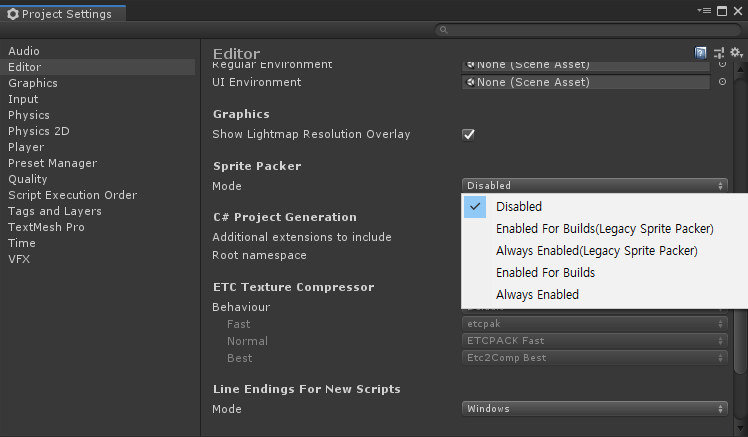 Project Settings
Audio
Editor
Graphics
Input
Physics
Physics 2D
Player
Preset Manager
Quality
Script Execution Order
Tags and Layers
TextMesh Pro
Time
VFX
Editor
Regular Environment None (Scene Asset)
UI Environment None (Scene Asset)
Graphics
Show Lightmap Resolution Overlay
Sprite Packer
Mode Disabled
Disabled
Enabled For Builds(Legacy Sprite Packer)
Always Enabled(Legacy Sprite Packer)
Enabled For Builds
Always Enabled
C# Project Generation
Additional extensions to include
Root namespace
ETC Texture Compressor
Behaviour
Fast etcpak
Normal ETCPACK Fast
Best Etc2Comp Best
Line Endings For New Scripts
Mode Windows